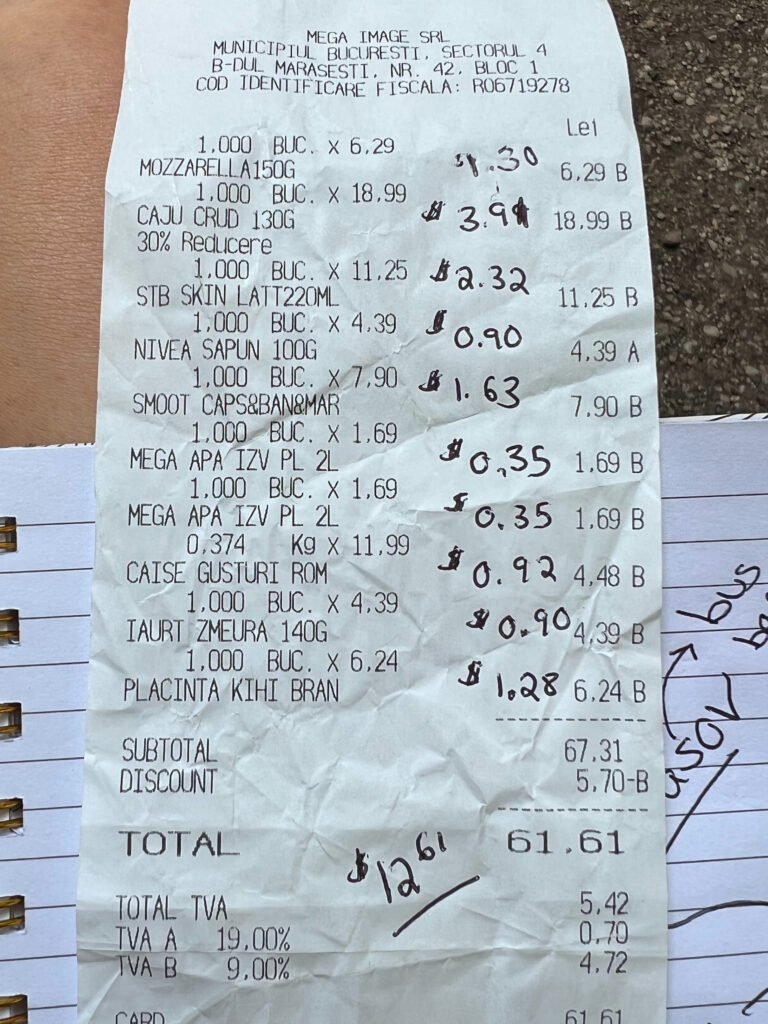 MEGA IMAGE SRL
MUNICIPIUL BUCURESTI, SECTORUL 4
B-DUL MARASESTI, NR. 42, BLOC 1
COD IDENTIFICARE FISCALA: RO6719278
Lei
1,000 BUC. X 6,29
MOZZARELLA150G $1.30 6,29 B
1,000 BUC. X 18,99
CAJU CRUD 130G $3.91 18,99 B
30% Reducere
1,000 BUC. X 11,25 $2.32
STB SKIN LATT220ML 11,25 B
1,000 BUC. X 4.39 $0.90
NIVEA SAPUN 100G 4,39 A
1,000 BUC. X 7,90 $1.63
SMOOT CAPS&BAN&MAR 7,90 B
1,000 BUC. X 1.69
MEGA APA IZV PL 2L $0.35 1,69 B
1,000 BUC. X 1,69
MEGA APA IZV PL 2L $0.35 1,69 B
0,374 Kg X 11,99
CAISE GUSTURI ROM $0.92 4,48 B
1,000 BUC. X 4,39
IAURT ZMEURA 140G $0.90 4,39 B
1,000 BUC. X 6,24
PLACINTA KIHI BRAN $1.28 6,24 B
SUBTOTAL 67,31
DISCOUNT 5,70-B
TOTAL 61.61
$12.61
TOTAL TVA 5,42
TVA A 19,00% 0,70
TVA B 9,00% 4,72
CARD 61.61
bus